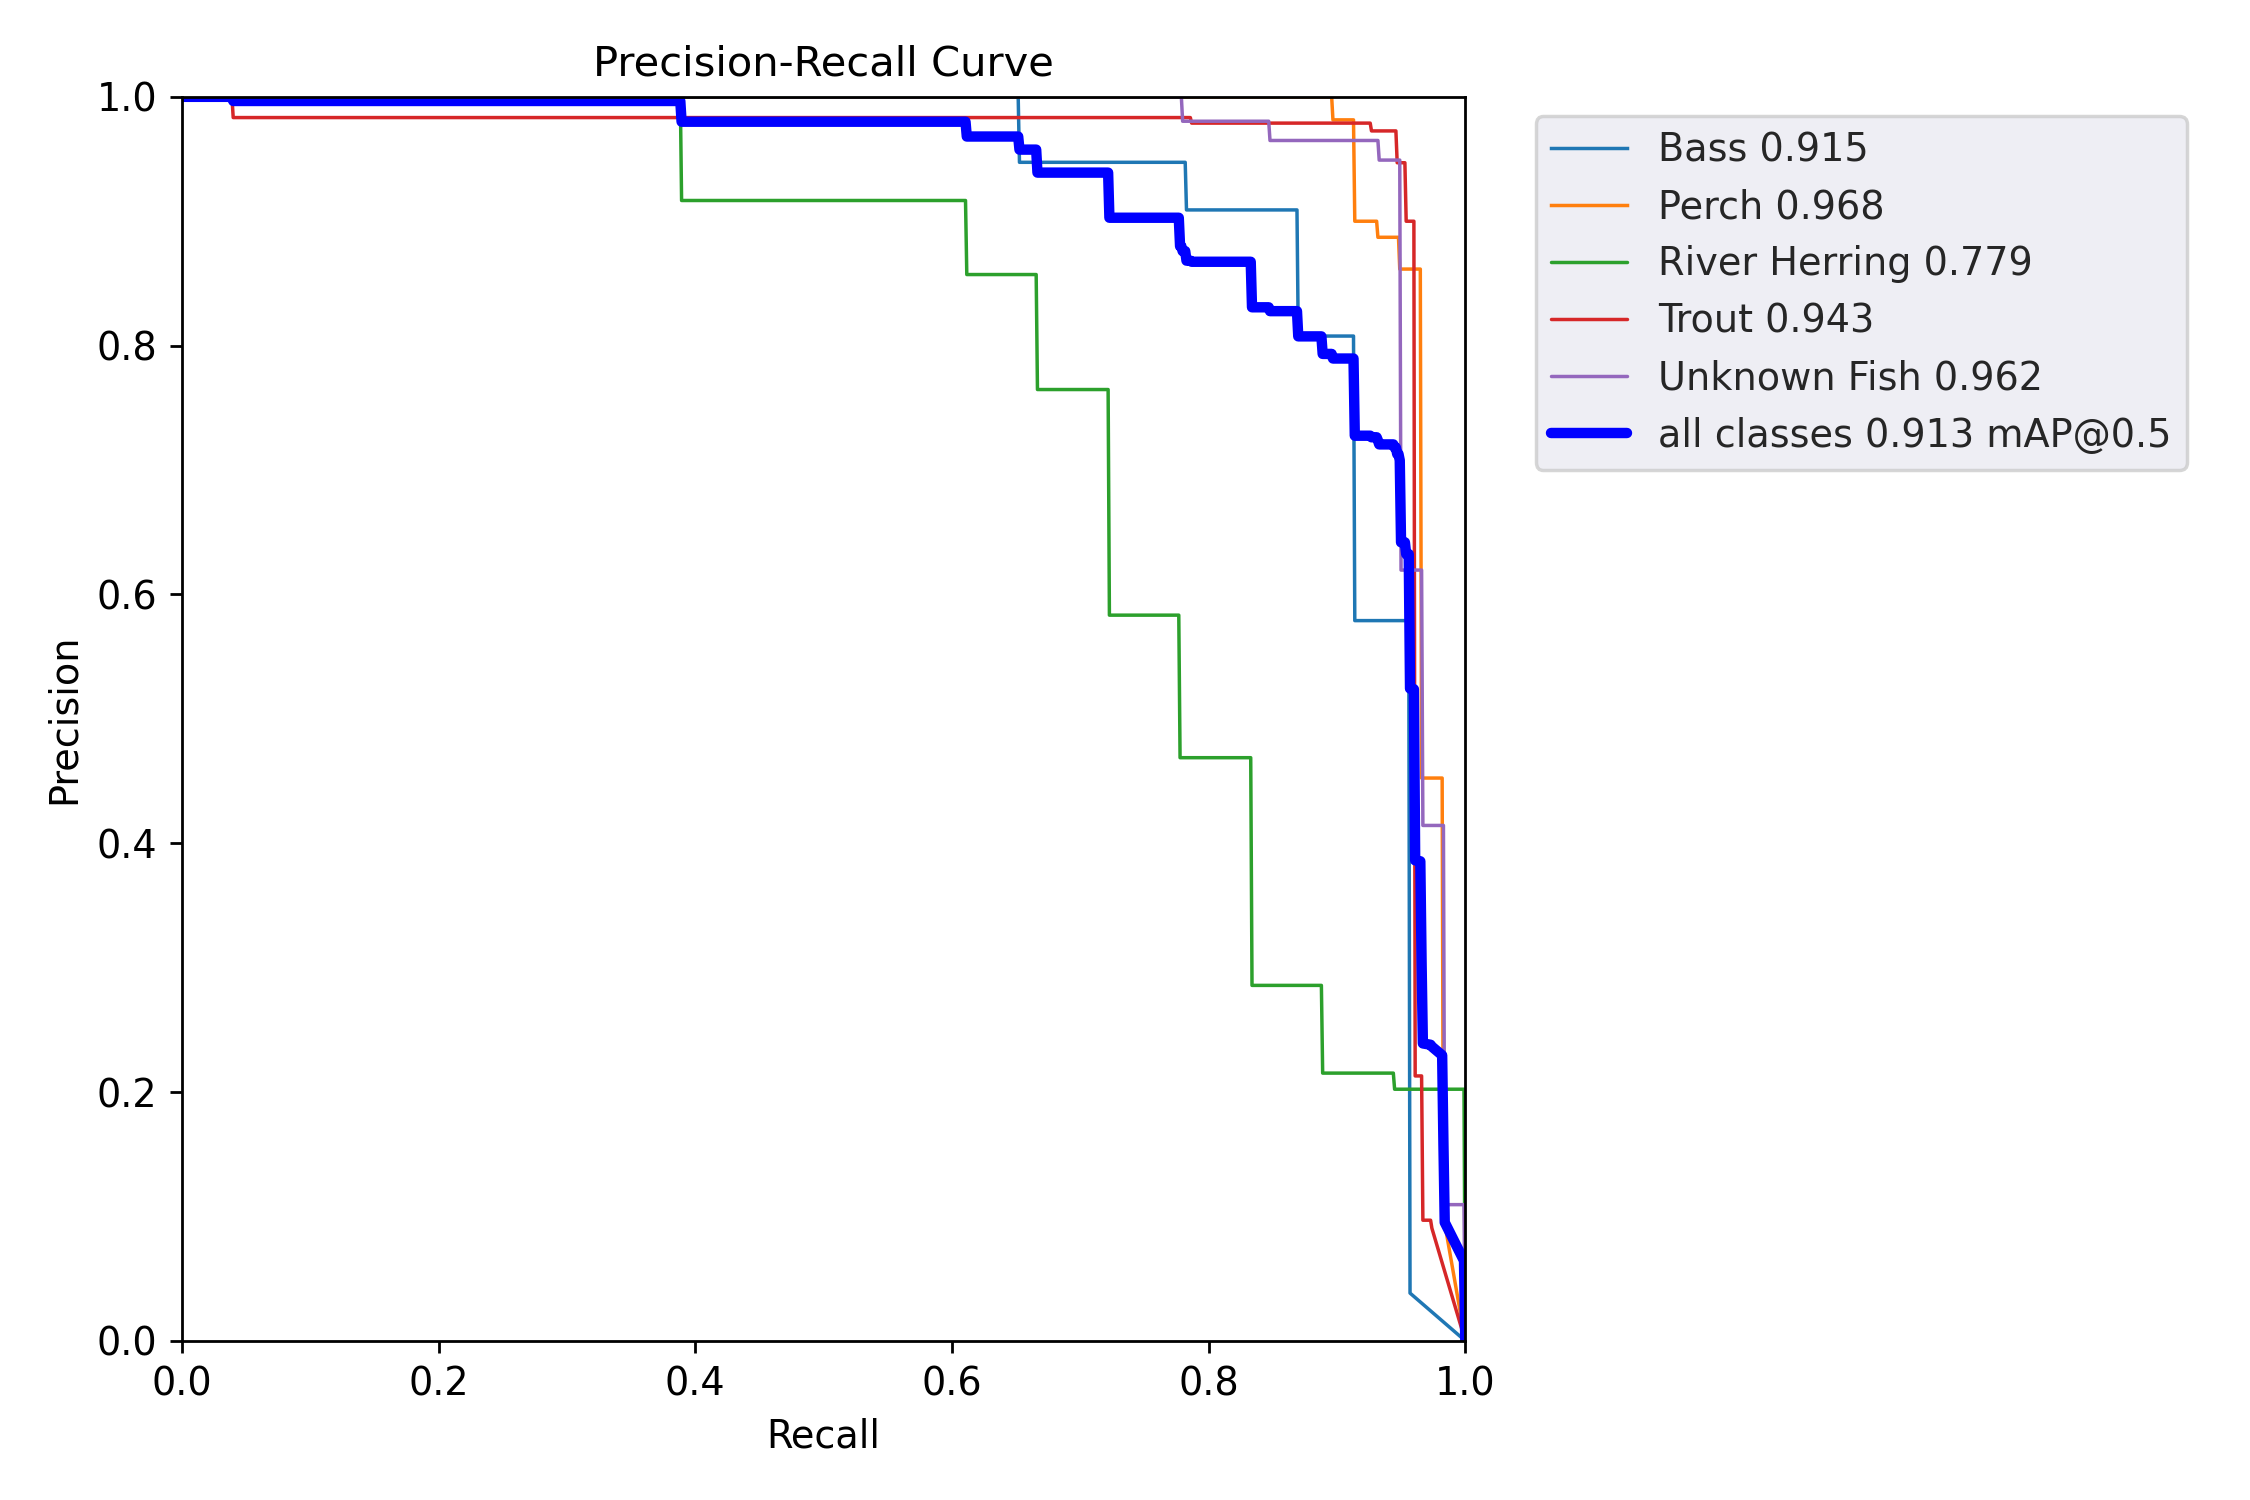 Precision-Recall Curve
1.0
0.8
0.6
0.4
0.2
0.0
Precision
0.0 0.2 0.4 0.6 0.8 1.0
Recall
Bass 0.915
Perch 0.968
River Herring 0.779
Trout 0.943
Unknown Fish 0.962
all classes 0.913 mAP@0.5